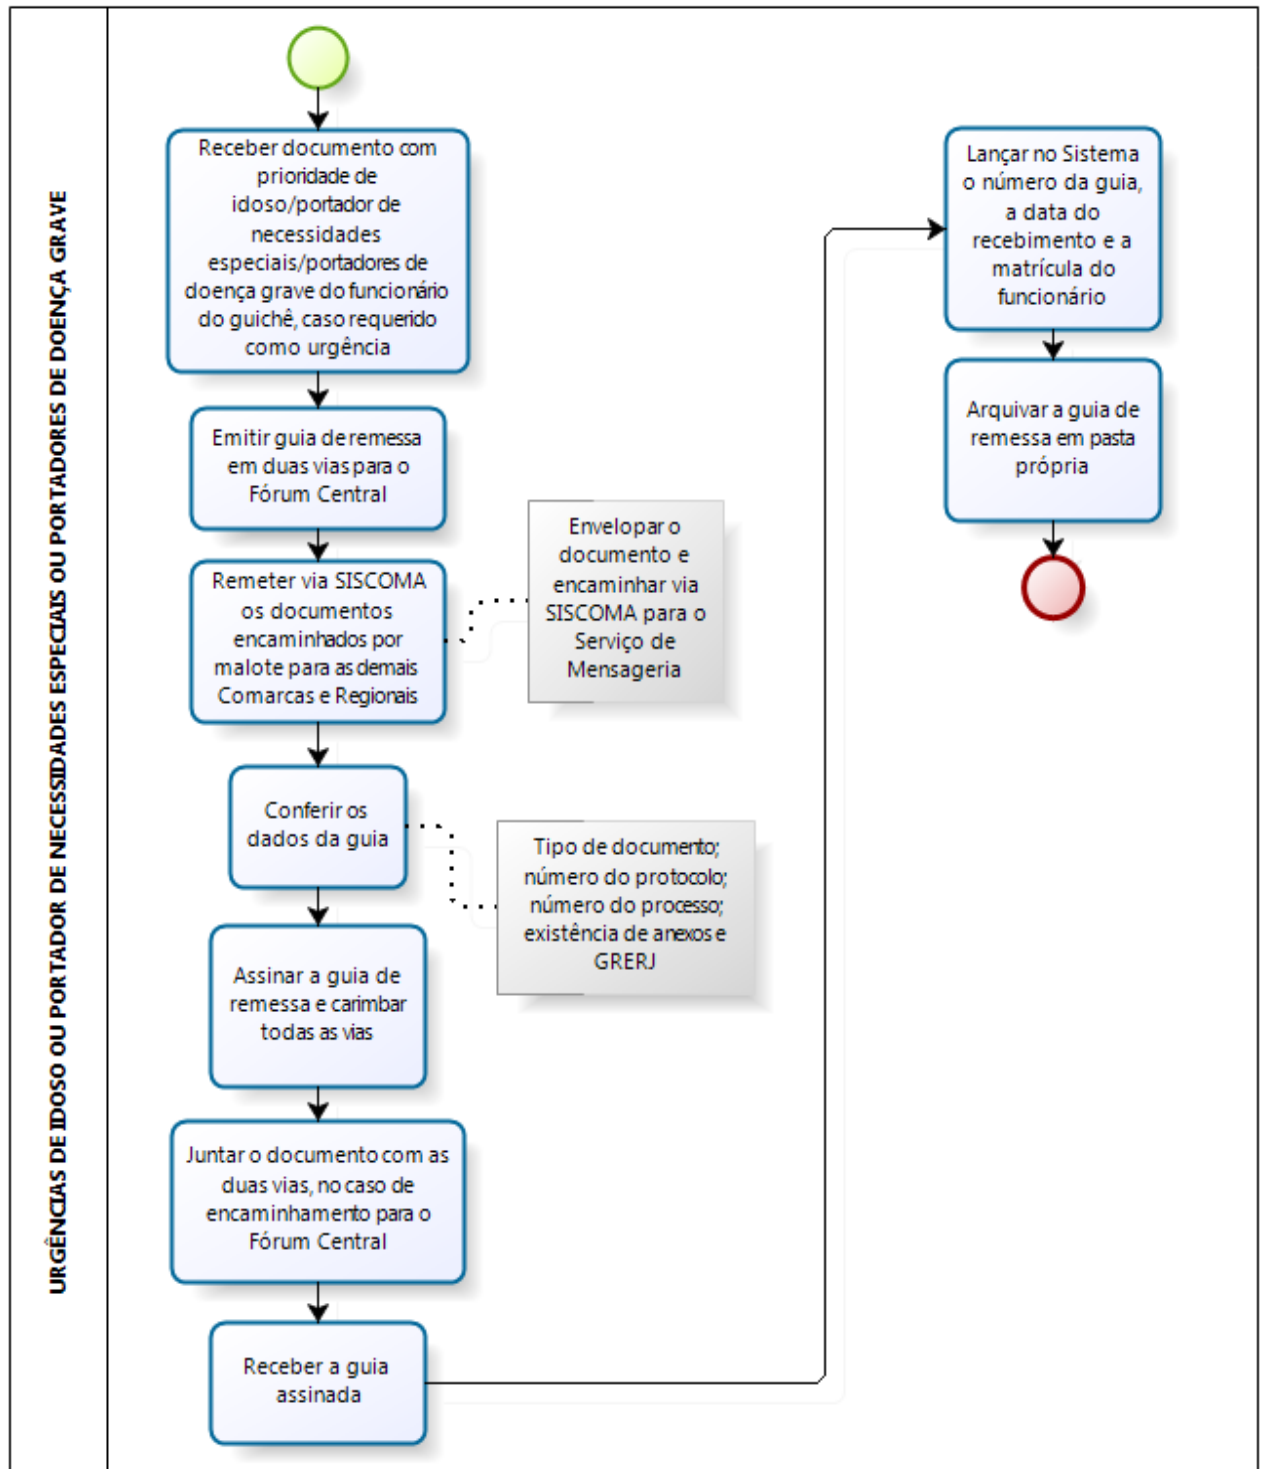 URGÊNCIAS DE IDOSO OU PORTADOR DE NECESSIDADES ESPECIAIS OU PORTADORES DE DOENÇA GRAVE
Receber documento com
prioridade de
idoso/portador de
necessidades
especiais/portadores de
doença grave do funcionário
do guichê, caso requerido
como urgência
Emitir guia de remessa
em duas vias para o
Fórum Central
Remeter via SISCOMA
os documentos
encaminhados por
malote para as demais
Comarcas e Regionais
Envelopar o
documento e
encaminhar via
SISCOMA para o
Serviço de
Mensageria
Conferir os
dados da guia
Tipo de documento;
número do protocolo;
número do processo;
existência de anexos e
GRERJ
Assinar a guia de
remessa e carimbar
todas as vias
Juntar o documento com as
duas vias, no caso de
encaminhamento para o
Fórum Central
Receber a guia
assinada
Lançar no Sistema
o número da guia,
a data do
recebimento e a
matrícula do
funcionário
Arquivar a guia de
remessa em pasta
própria